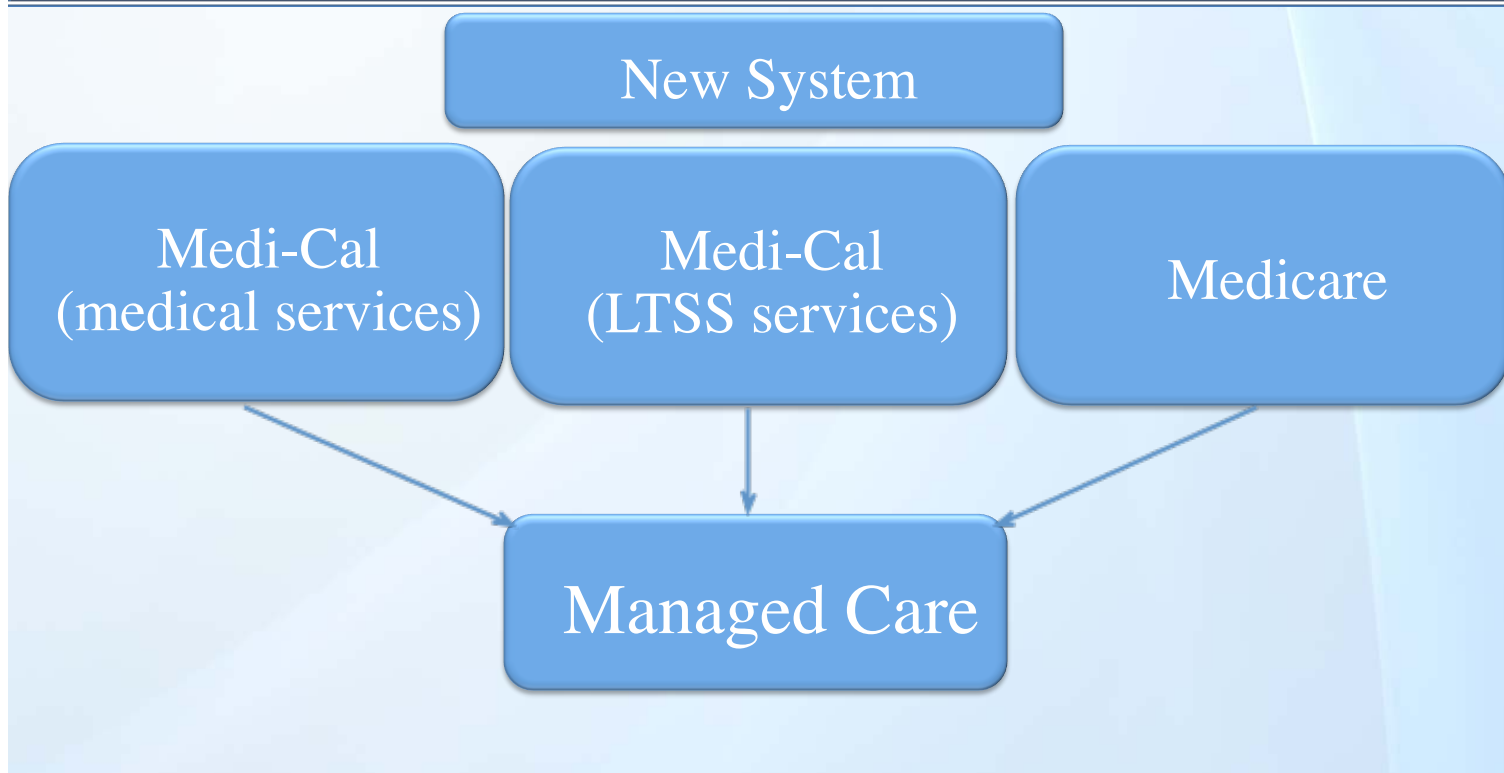 New System
Medi-Cal
(medical services)
Medi-Cal
(LTSS services)
Medicare
Managed Care